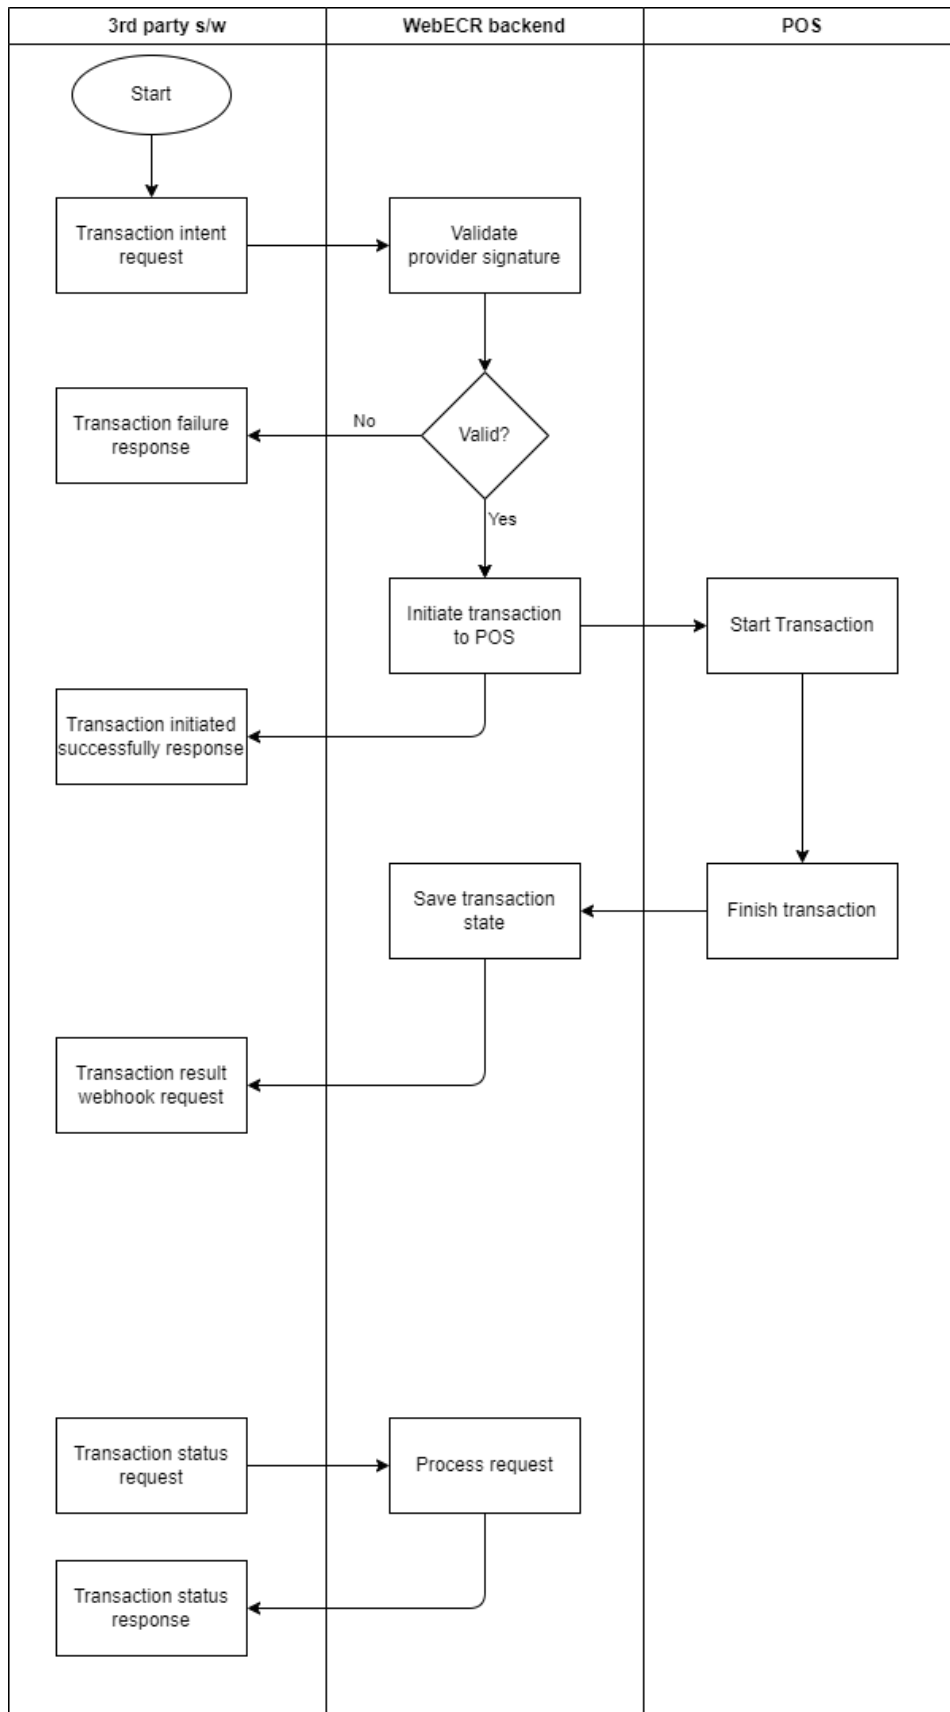 3rd party s/w
WebECR backend
POS
Start
Transaction intent
request
Validate
provider signature
Transaction failure
response
No
Valid?
Yes
Initiate transaction
to POS
Start Transaction
Transaction initiated
successfully response
Save transaction
state
Finish transaction
Transaction result
webhook request
Transaction status
request
Process request
Transaction status
response